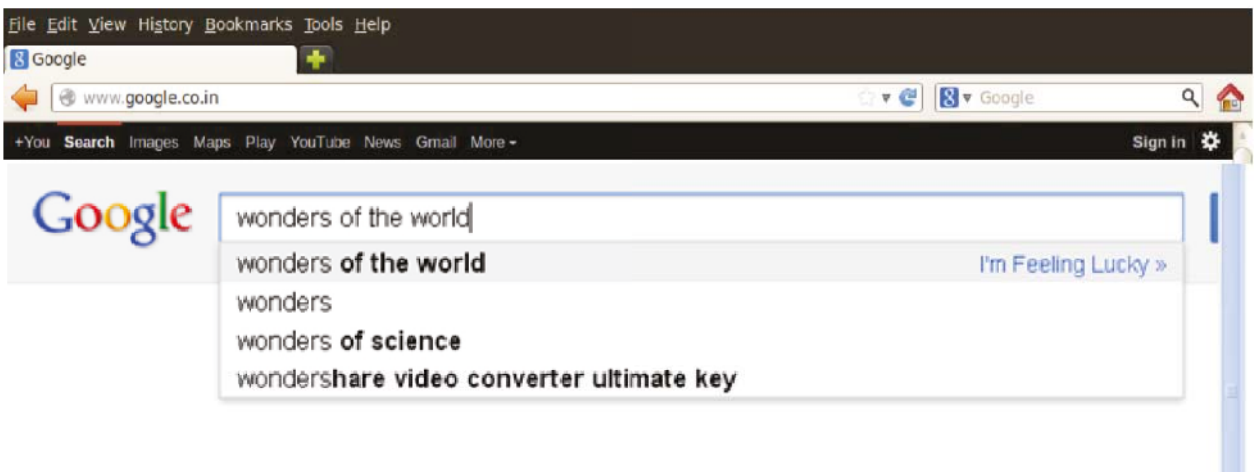 File Edit View History Bookmarks Tools Help
8 Google
www.google.co.in 8 Google
+You Search Images Maps Play YouTube News Gmail More Sign in
Google wonders of the world
wonders of the world I'm Feeling Lucky »
wonders
wonders of science
wondershare video converter ultimate key